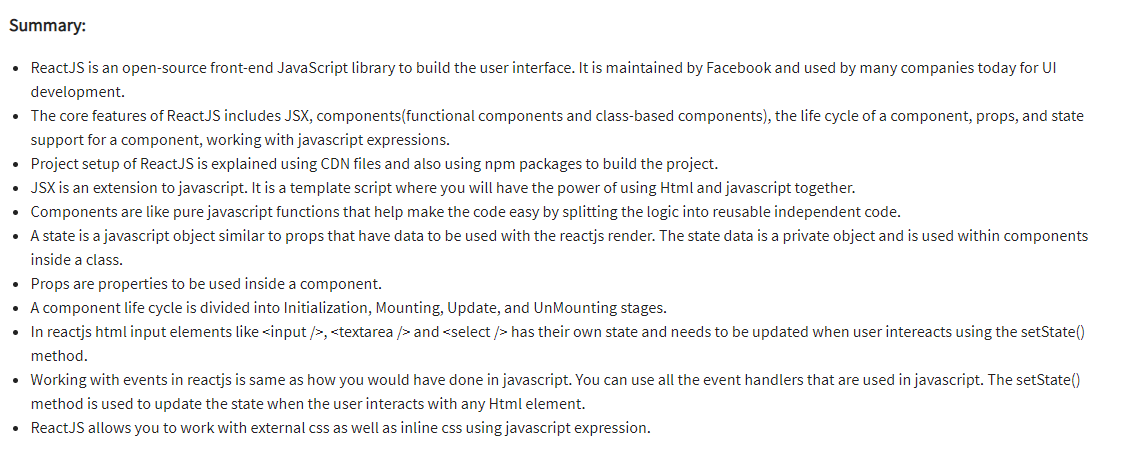 Summary:
• ReactJS is an open-source front-end JavaScript library to build the user interface. It is maintained by Facebook and used by many companies today for UI
development.
• The core features of ReactJS includes JSX, components(functional components and class-based components), the life cycle of a component, props, and state
support for a component, working with javascript expressions.
• Project setup of ReactJS is explained using CDN files and also using npm packages to build the project.
• JSX is an extension to javascript. It is a template script where you will have the power of using Html and javascript together.
• Components are like pure javascript functions that help make the code easy by splitting the logic into reusable independent code.
• A state is a javascript object similar to props that have data to be used with the reactjs render. The state data is a private object and is used within components
inside a class.
• Props are properties to be used inside a component.
• A component life cycle is divided into Initialization, Mounting, Update, and UnMounting stages.
• In reactjs html input elements like <input />, <textarea /> and <select /> has their own state and needs to be updated when user intereacts using the setState()
method.
• Working with events in reactjs is same as how you would have done in javascript. You can use all the event handlers that are used in javascript. The setState()
method is used to update the state when the user interacts with any Html element.
• ReactJS allows you to work with external css as well as inline css using javascript expression.